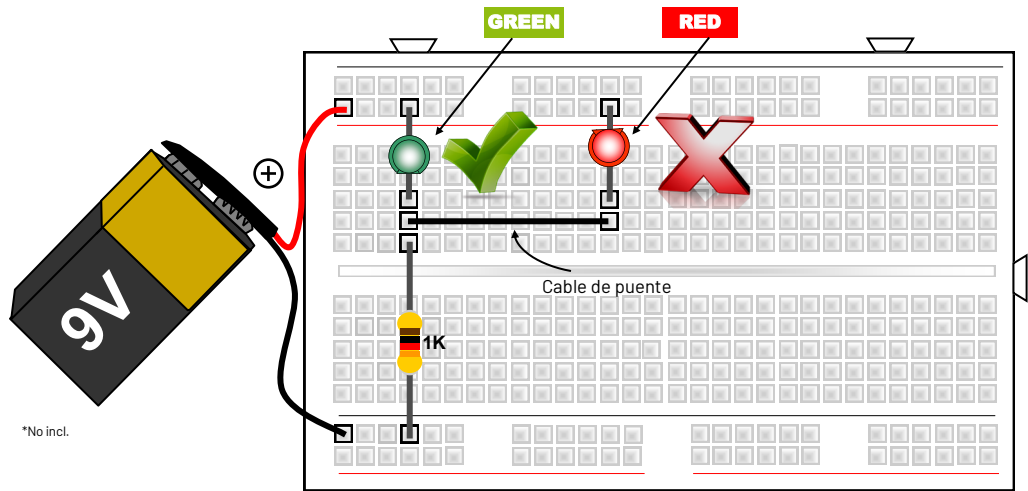 GREEN
RED
+
9V
Cable de puente
1K
*No incl.